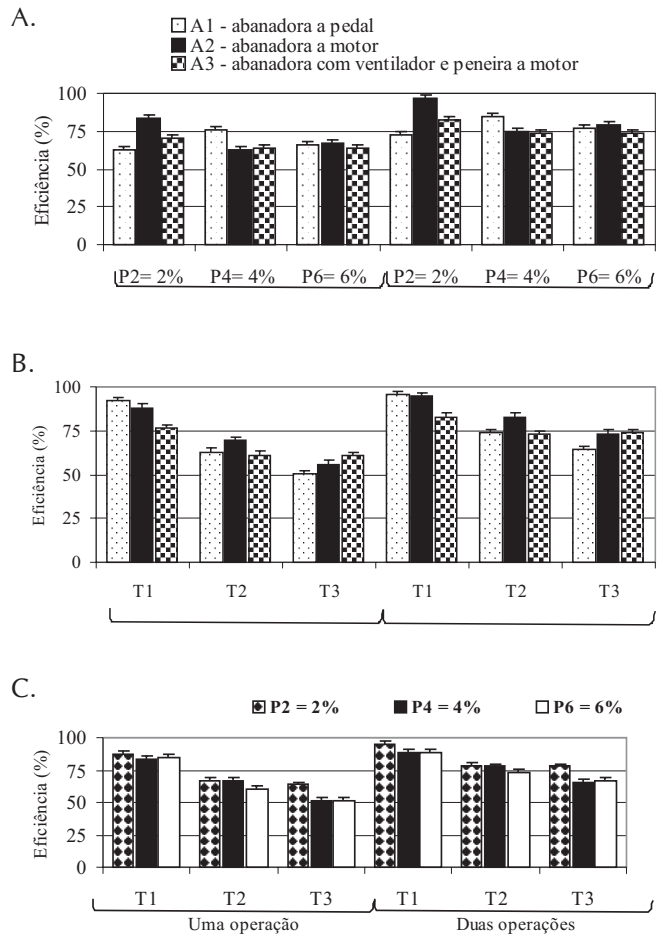 A.
A1 - abanadora a pedal
A2 - abanadora a motor
A3 - abanadora com ventilador e peneira a motor
Eficiência (%)
100
75
50
25
0
P2= 2% P4= 4% P6= 6% P2= 2% P4= 4% P6= 6%
B.
Eficiência (%)
100
75
50
25
0
T1 T2 T3 T1 T2 T3
C.
P2 = 2% P4 = 4% P6 = 6%
Eficiência (%)
100
75
50
25
0
T1 T2 T3 T1 T2 T3
Uma operação Duas operações